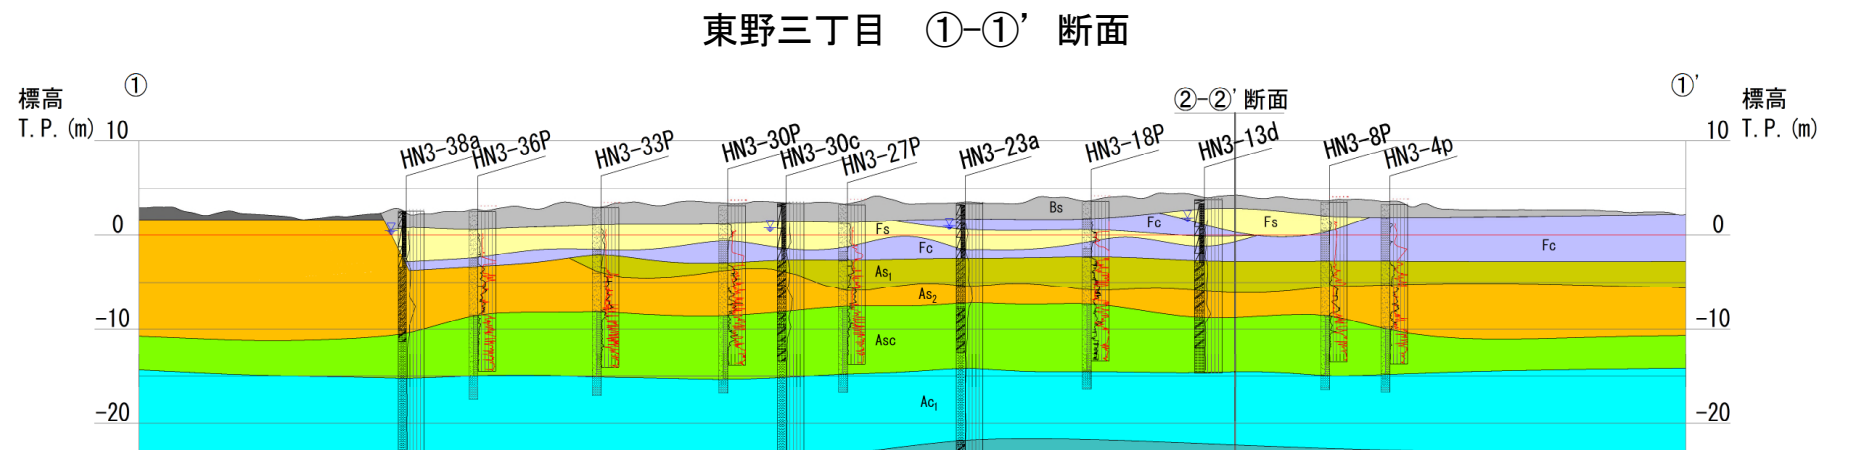 東野三丁目 ①-①’ 断面
① ①'
標高 標高
T.P.(m) T.P.(m)
②-②' 断面
10 10
HN3-38a HN3-36P HN3-33P HN3-30P HN3-30c HN3-27P HN3-23a HN3-18P HN3-13d HN3-8P HN3-4p
Bs
0 Fs Fc Fs 0
Fc Fc
As1
As2
-10 -10
Asc
Ac1
-20 -20